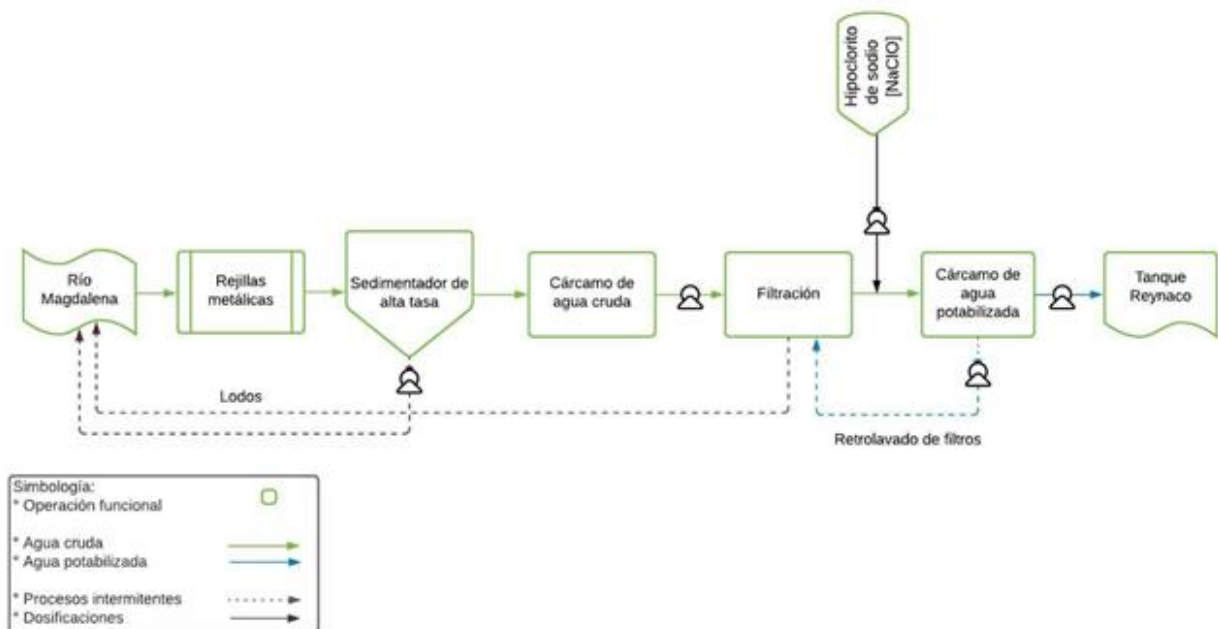 Hipoclorito
de sodio
[NaClO]
Río
Magdalena
Rejillas
metálicas
Sedimentador de
alta tasa
Cárcamo de
agua cruda
Filtración
Cárcamo de
agua
potabilizada
Tanque
Reynaco
Lodos
Retrolavado de filtros
Simbología:
* Operación funcional
* Agua cruda
* Agua potabilizada
* Procesos intermitentes
* Dosificaciones